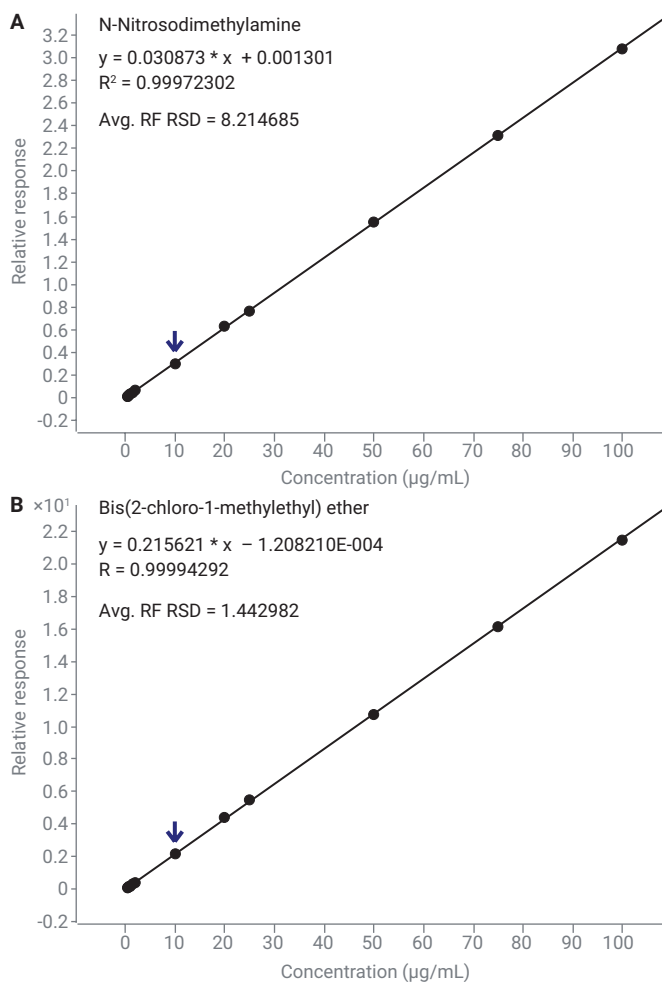 A
N-Nitrosodimethylamine
y = 0.030873 * x + 0.001301
R² = 0.99972302
Avg. RF RSD = 8.214685
Relative response
3.2
3.0
2.8
2.6
2.4
2.2
2.0
1.8
1.6
1.4
1.2
1.0
0.8
0.6
0.4
0.2
0
-0.2
0 10 20 30 40 50 60 70 80 90 100
Concentration (µg/mL)
B ×10¹ Bis(2-chloro-1-methylethyl) ether
y = 0.215621 * x – 1.208210E-004
R = 0.99994292
Avg. RF RSD = 1.442982
Relative response
2.2
2.0
1.8
1.6
1.4
1.2
1.0
0.8
0.6
0.4
0.2
0
-0.2
0 10 20 30 40 50 60 70 80 90 100
Concentration (µg/mL)